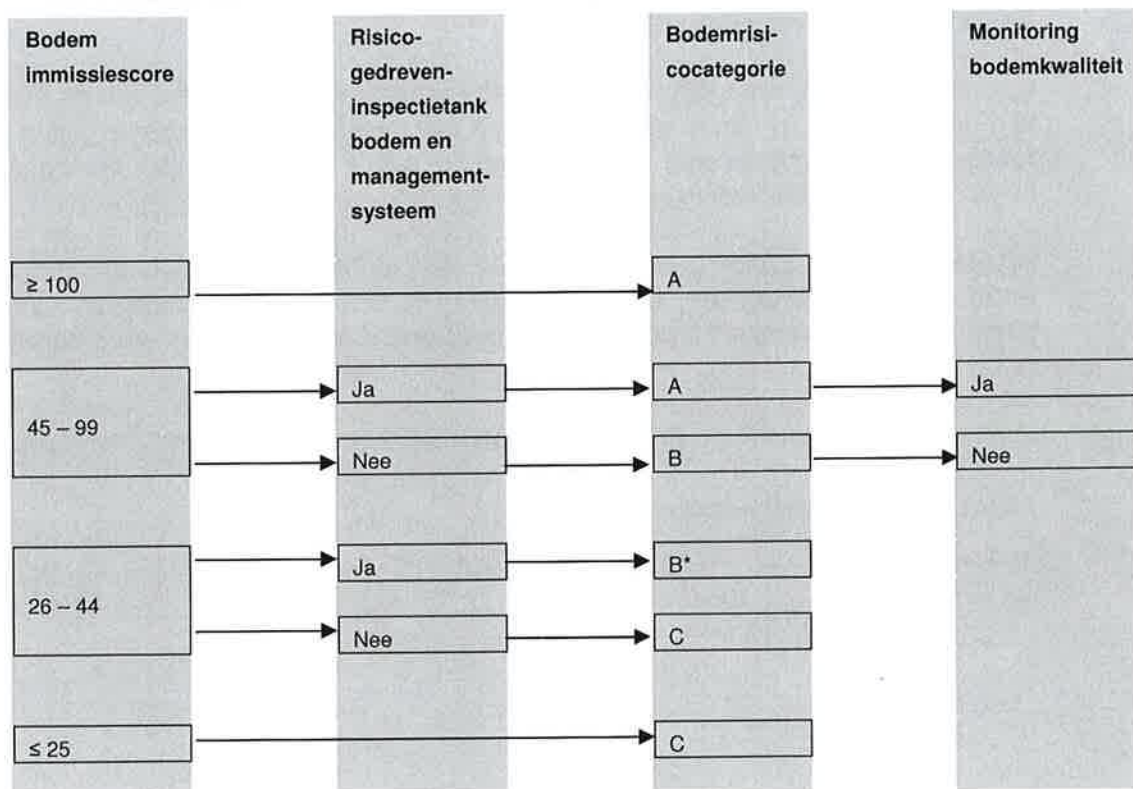 Bodem
immissiescore
Risico-
gedreven-
inspectietank
bodem en
management-
systeem
Bodemrisi-
cocategorie
Monitoring
bodemkwaliteit
≥ 100
A
45 – 99
Ja
A
Ja
Nee
B
Nee
26 – 44
Ja
B*
Nee
C
≤ 25
C